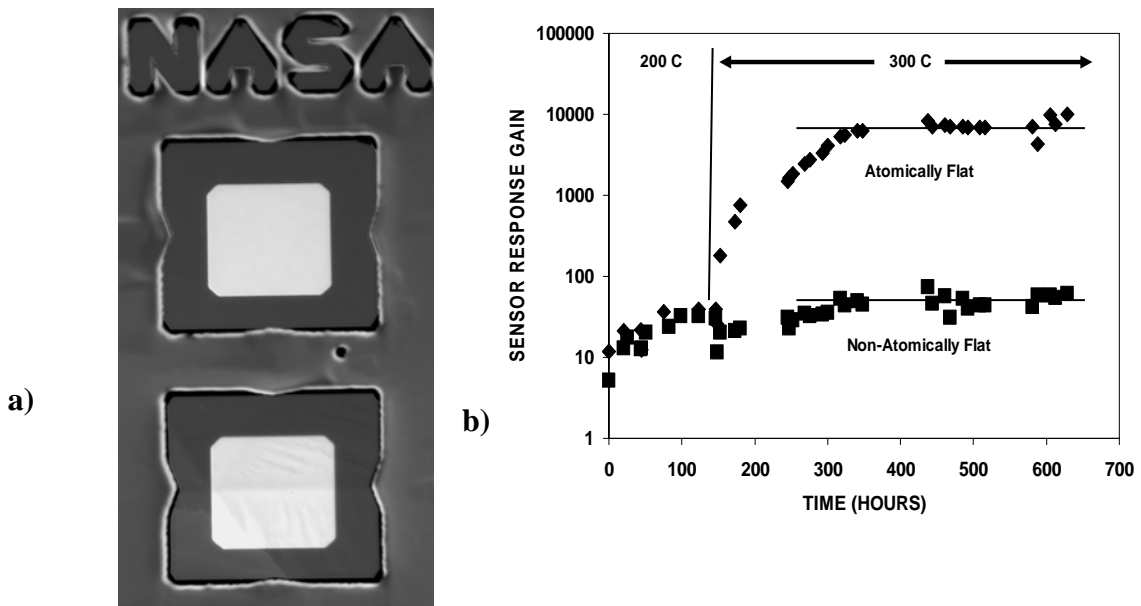 NASA
a)
b)
SENSOR RESPONSE GAIN
100000
10000
1000
100
10
1
200 C
300 C
Atomically Flat
Non-Atomically Flat
0 100 200 300 400 500 600 700
TIME (HOURS)